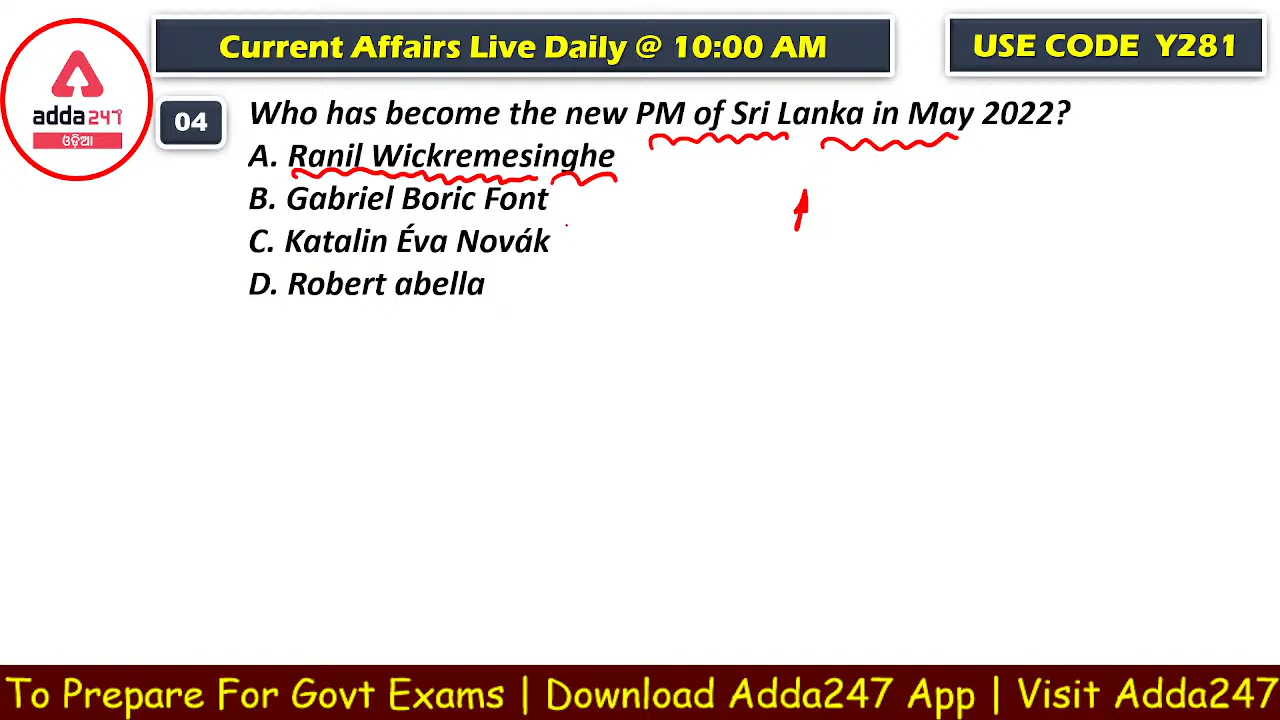 Current Affairs Live Daily @ 10:00 AM
USE CODE Y281
adda247
ଓଡ଼ିଆ
04
Who has become the new PM of Sri Lanka in May 2022?
A. Ranil Wickremesinghe
B. Gabriel Boric Font
C. Katalin Éva Novák
D. Robert abella
To Prepare For Govt Exams | Download Adda247 App | Visit Adda247